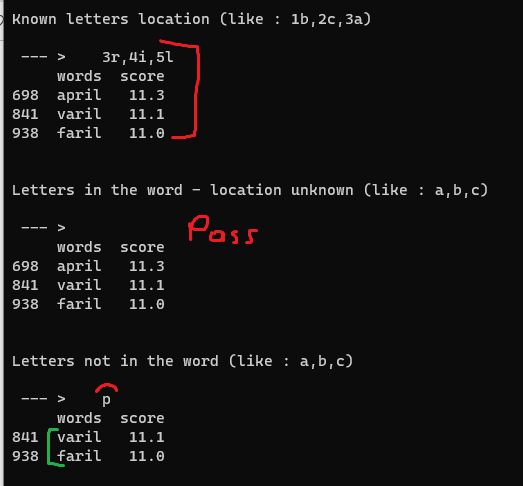 Known letters location (like : 1b,2c,3a)
--- > 3r,4i,5l
words score
698 april 11.3
841 varil 11.1
938 faril 11.0
Letters in the word - location unknown (like : a,b,c)
--- >
Pass
words score
698 april 11.3
841 varil 11.1
938 faril 11.0
Letters not in the word (like : a,b,c)
--- > p
words score
841 varil 11.1
938 faril 11.0